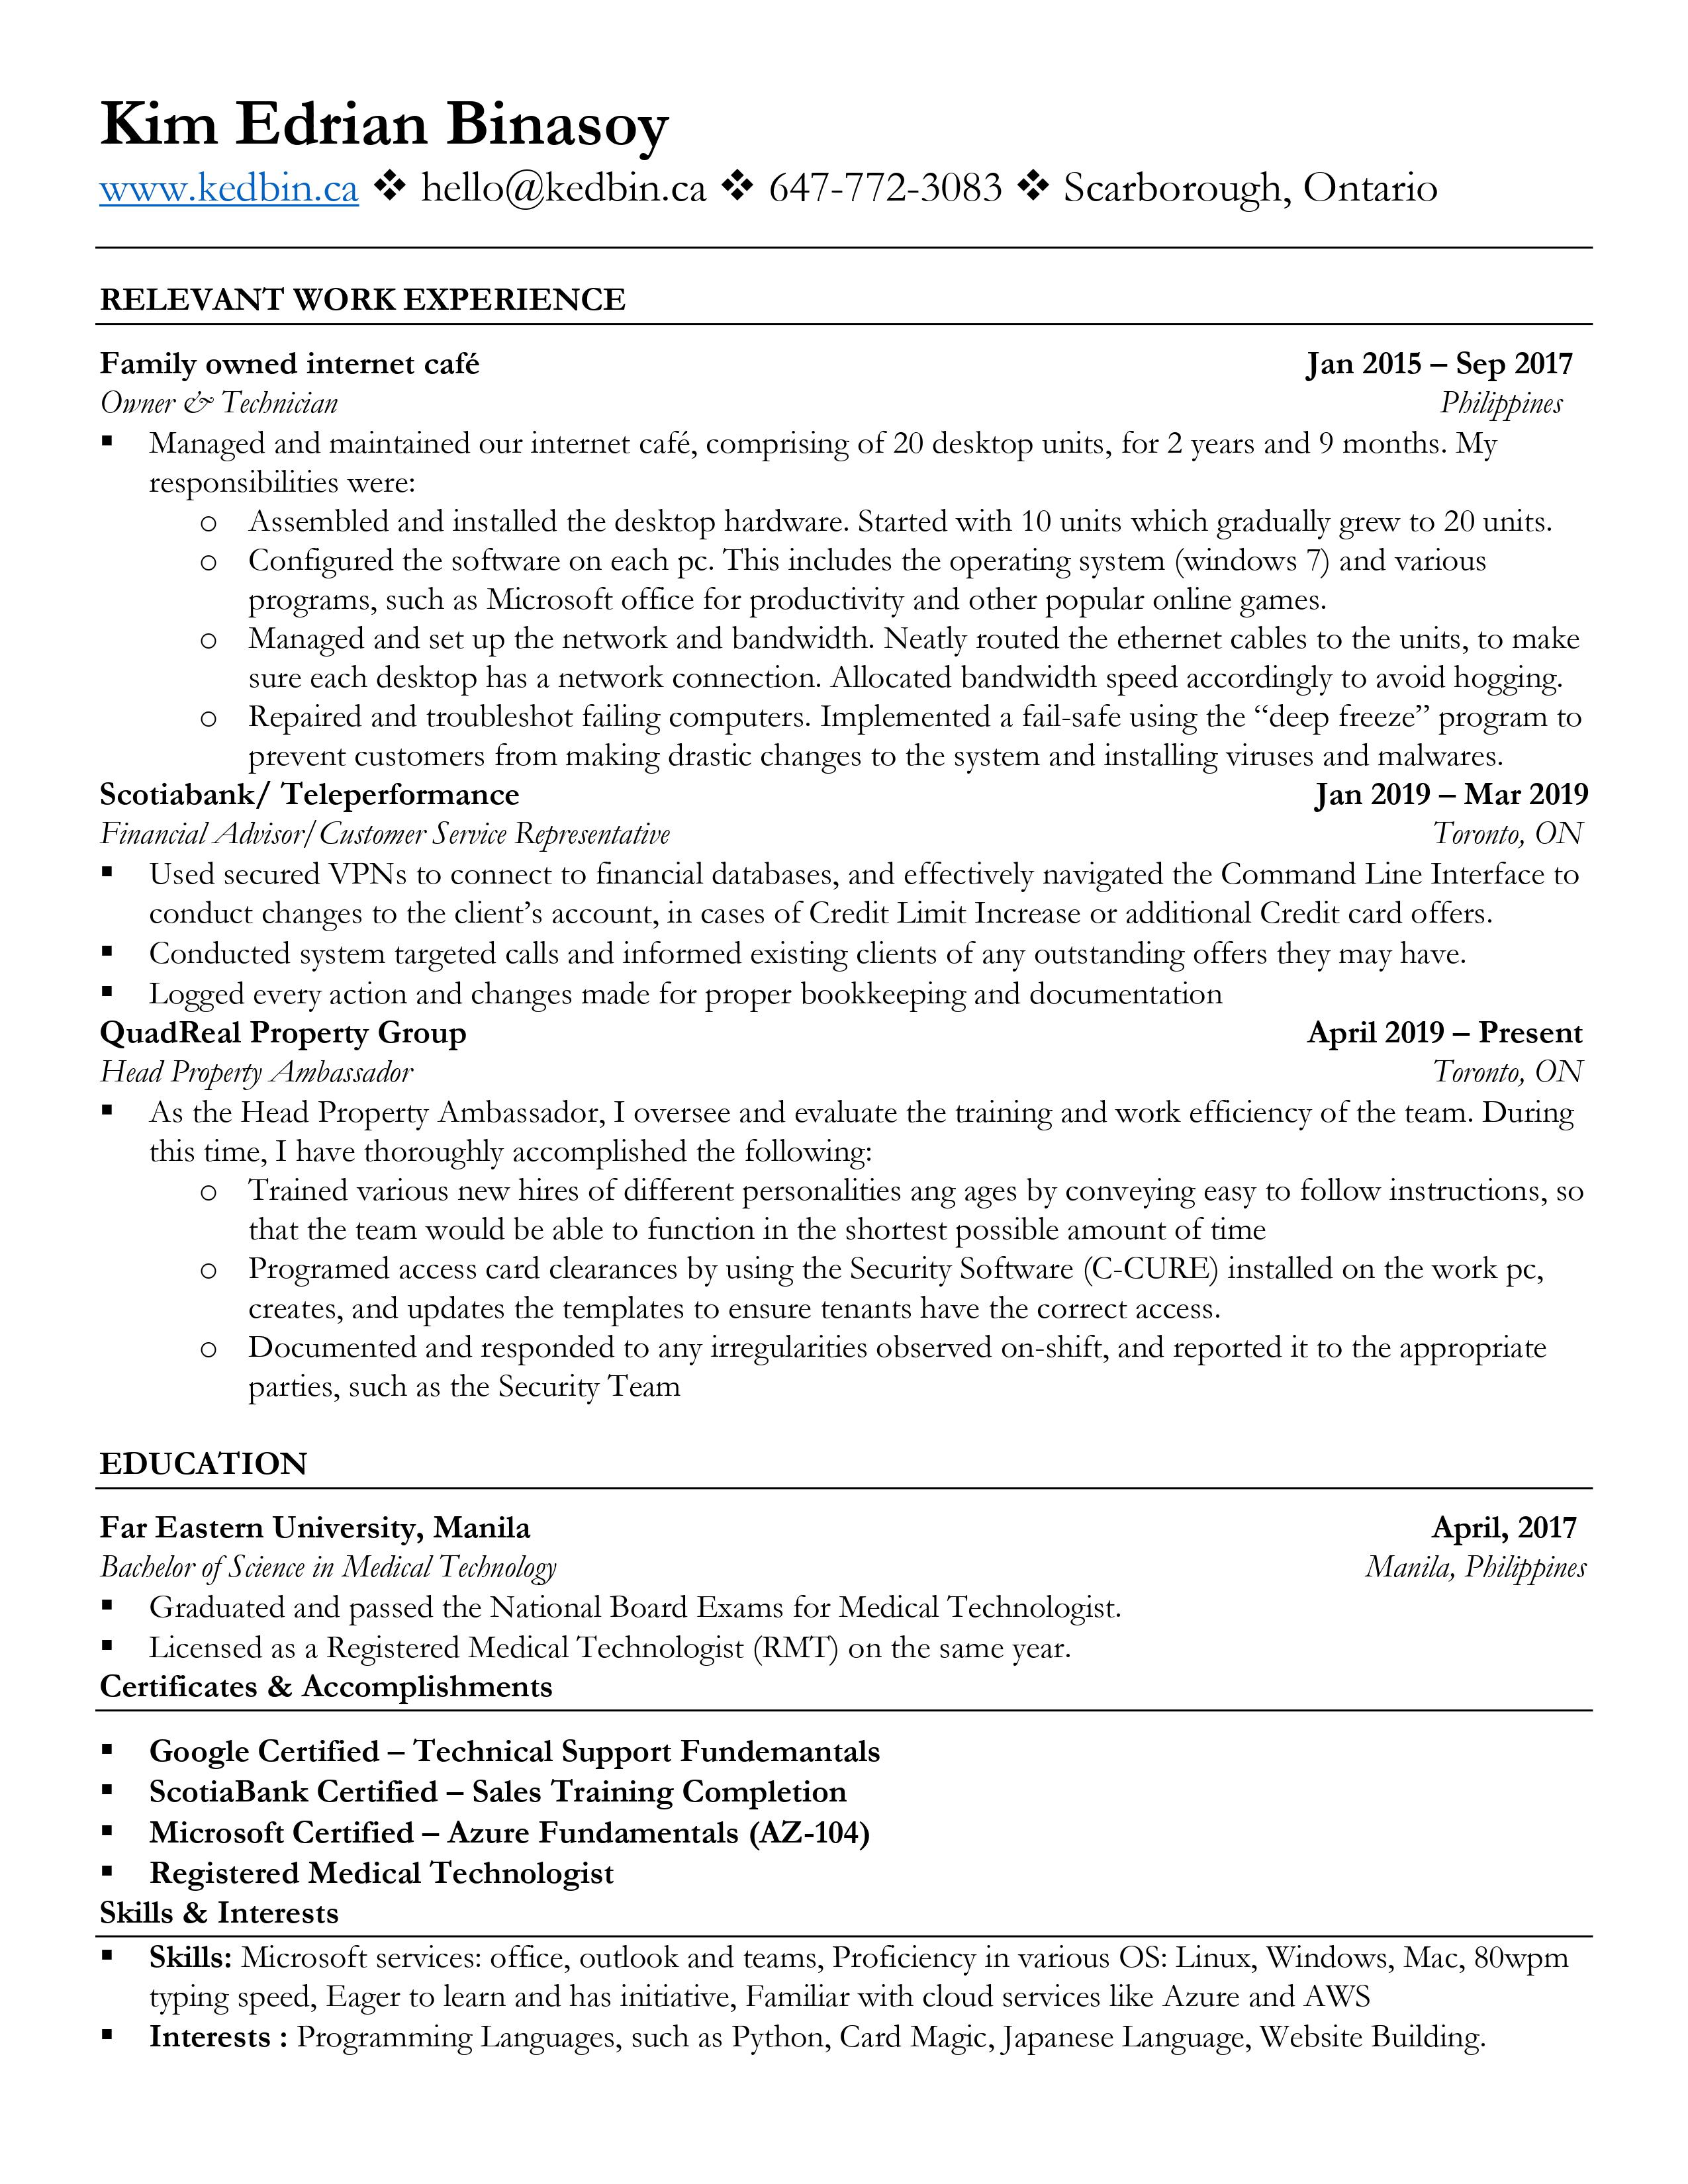 Kim Edrian Binasoy
www.kedbin.ca ❖ hello@kedbin.ca ❖ 647-772-3083 ❖ Scarborough, Ontario
RELEVANT WORK EXPERIENCE
Family owned internet café Jan 2015 – Sep 2017
Owner & Technician Philippines
▪ Managed and maintained our internet café, comprising of 20 desktop units, for 2 years and 9 months. My
responsibilities were:
o Assembled and installed the desktop hardware. Started with 10 units which gradually grew to 20 units.
o Configured the software on each pc. This includes the operating system (windows 7) and various
programs, such as Microsoft office for productivity and other popular online games.
o Managed and set up the network and bandwidth. Neatly routed the ethernet cables to the units, to make
sure each desktop has a network connection. Allocated bandwidth speed accordingly to avoid hogging.
o Repaired and troubleshot failing computers. Implemented a fail-safe using the “deep freeze” program to
prevent customers from making drastic changes to the system and installing viruses and malwares.
Scotiabank/ Teleperformance Jan 2019 – Mar 2019
Financial Advisor/Customer Service Representative Toronto, ON
▪ Used secured VPNs to connect to financial databases, and effectively navigated the Command Line Interface to
conduct changes to the client’s account, in cases of Credit Limit Increase or additional Credit card offers.
▪ Conducted system targeted calls and informed existing clients of any outstanding offers they may have.
▪ Logged every action and changes made for proper bookkeeping and documentation
QuadReal Property Group April 2019 – Present
Head Property Ambassador Toronto, ON
▪ As the Head Property Ambassador, I oversee and evaluate the training and work efficiency of the team. During
this time, I have thoroughly accomplished the following:
o Trained various new hires of different personalities ang ages by conveying easy to follow instructions, so
that the team would be able to function in the shortest possible amount of time
o Programed access card clearances by using the Security Software (C-CURE) installed on the work pc,
creates, and updates the templates to ensure tenants have the correct access.
o Documented and responded to any irregularities observed on-shift, and reported it to the appropriate
parties, such as the Security Team
EDUCATION
Far Eastern University, Manila April, 2017
Bachelor of Science in Medical Technology Manila, Philippines
▪ Graduated and passed the National Board Exams for Medical Technologist.
▪ Licensed as a Registered Medical Technologist (RMT) on the same year.
Certificates & Accomplishments
▪ Google Certified – Technical Support Fundemantals
▪ ScotiaBank Certified – Sales Training Completion
▪ Microsoft Certified – Azure Fundamentals (AZ-104)
▪ Registered Medical Technologist
Skills & Interests
▪ Skills: Microsoft services: office, outlook and teams, Proficiency in various OS: Linux, Windows, Mac, 80wpm
typing speed, Eager to learn and has initiative, Familiar with cloud services like Azure and AWS
▪ Interests : Programming Languages, such as Python, Card Magic, Japanese Language, Website Building.